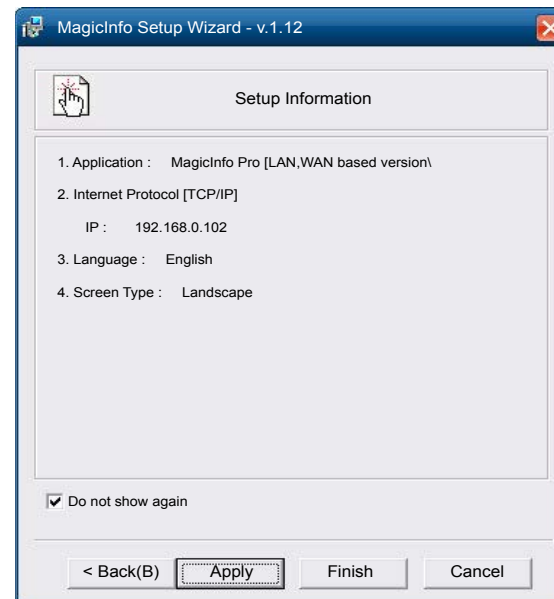 MagicInfo Setup Wizard - v.1.12
Setup Information
1. Application :    MagicInfo Pro [LAN,WAN based version\
2. Internet Protocol [TCP/IP]
IP :    192.168.0.102
3. Language :    English
4. Screen Type :    Landscape
Do not show again
< Back(B)    Apply    Finish    Cancel